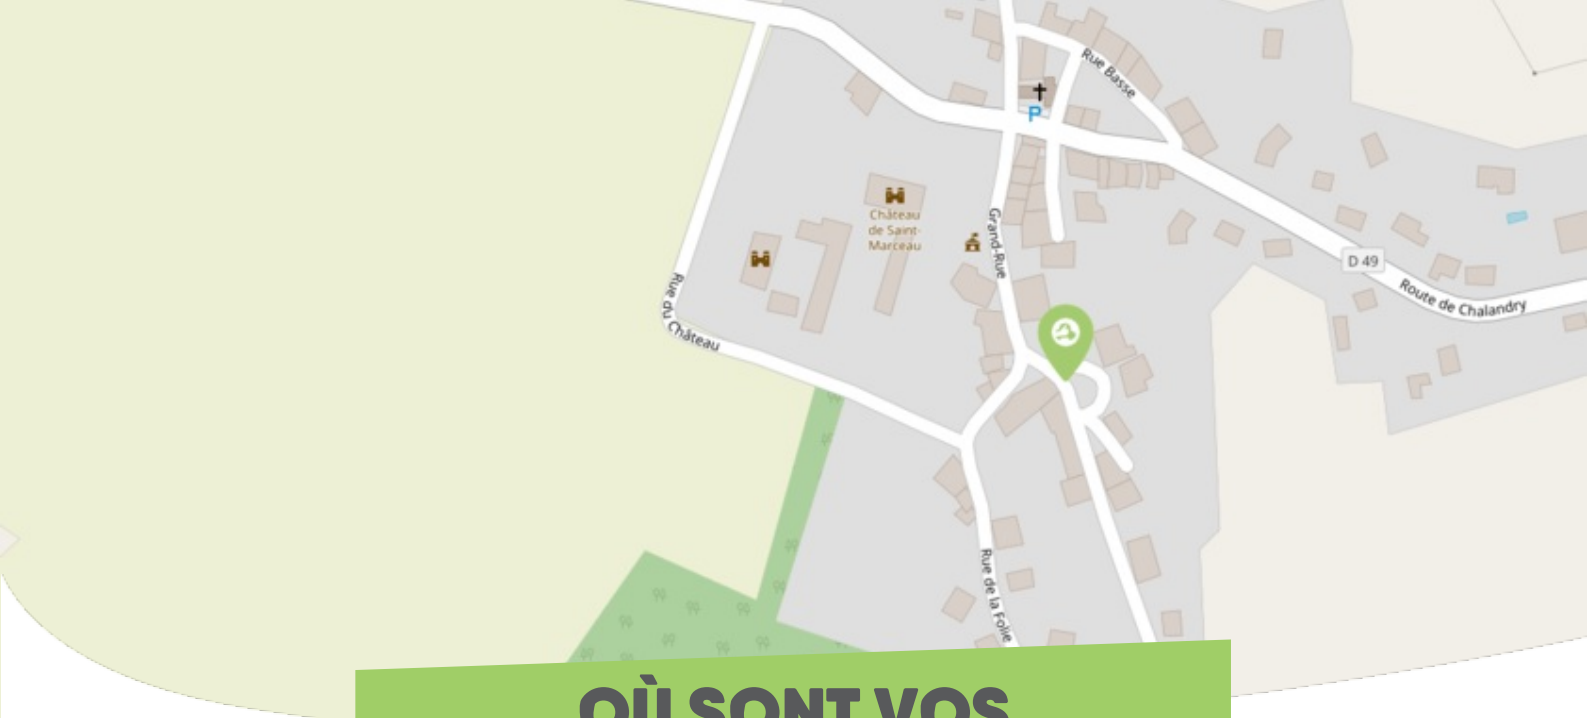 Rue Basse
P
Château
de Saint-
Marceau
Grand-Rue
D 49
Route de Chalandry
Rue du Château
Rue de la Folie
OÙ SONT VOS